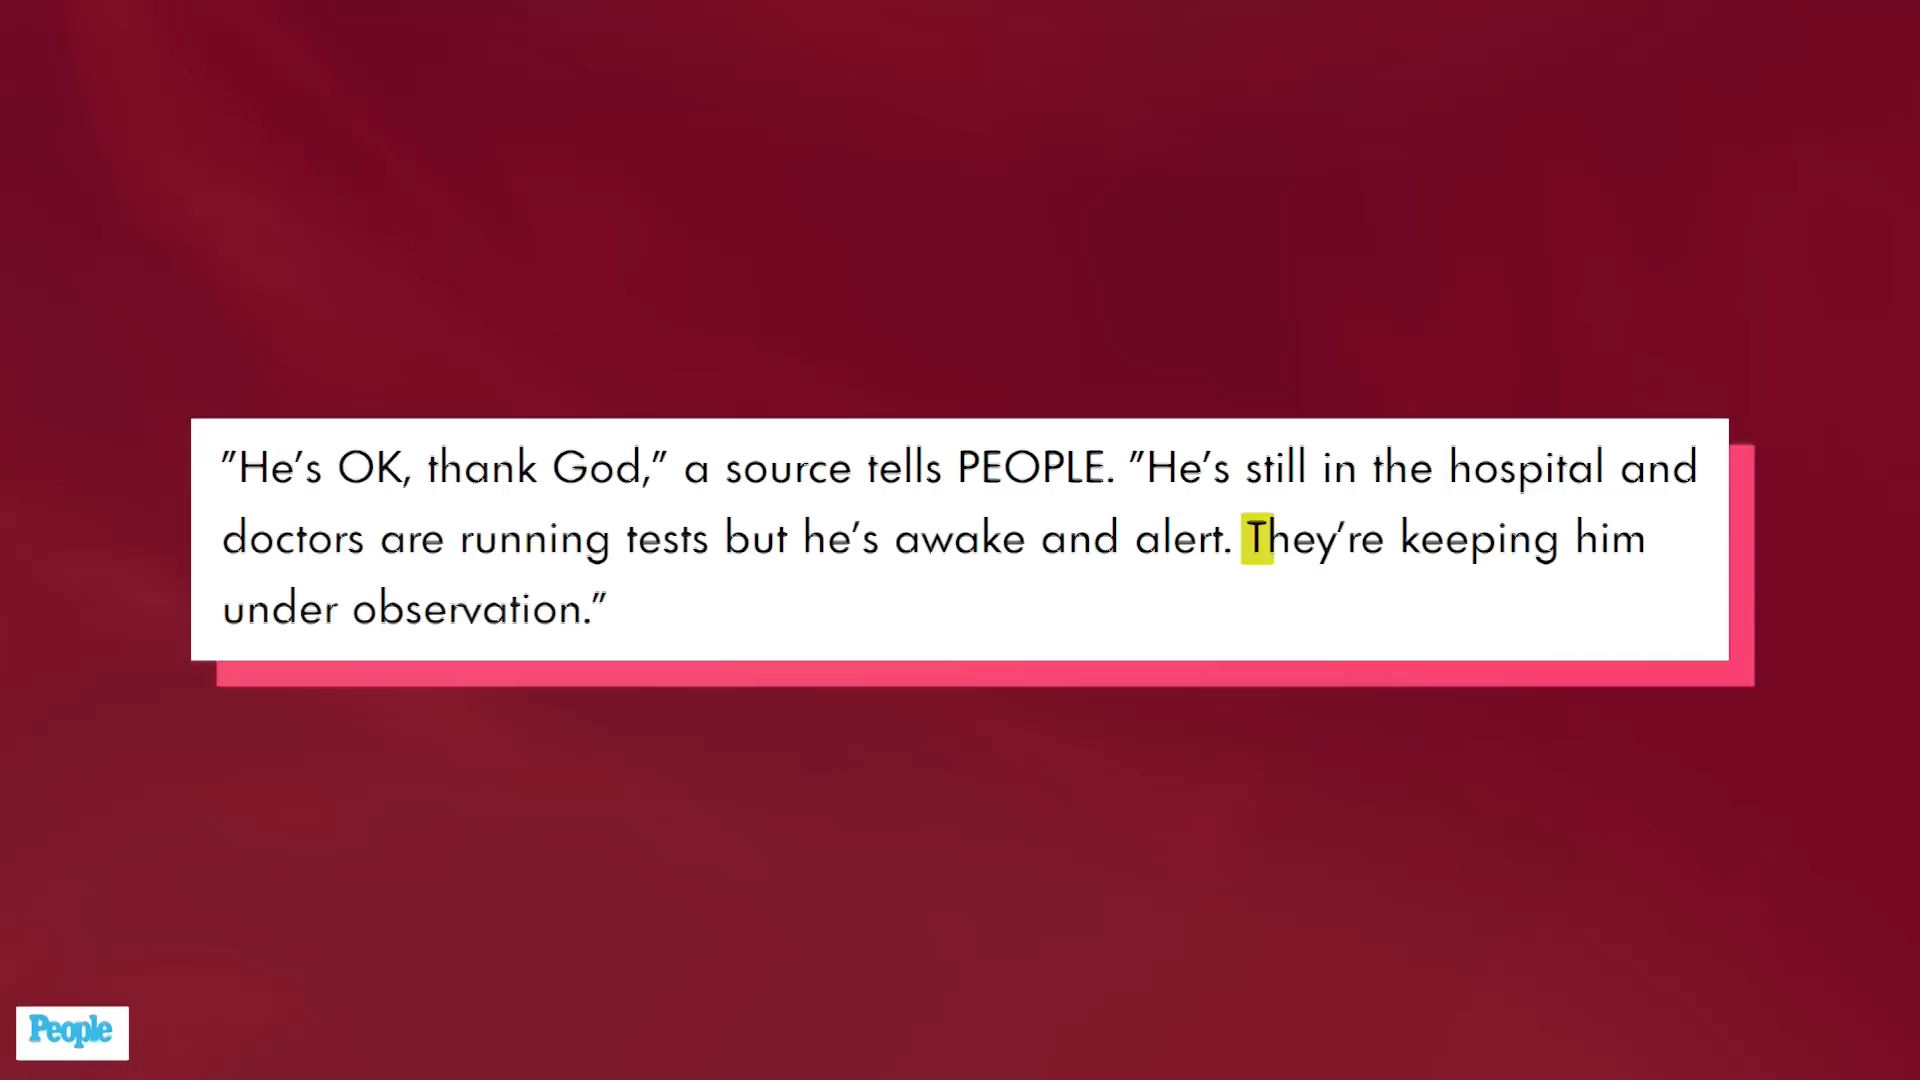 "He's OK, thank God," a source tells PEOPLE. "He's still in the hospital and
doctors are running tests but he's awake and alert. They're keeping him
under observation."
People